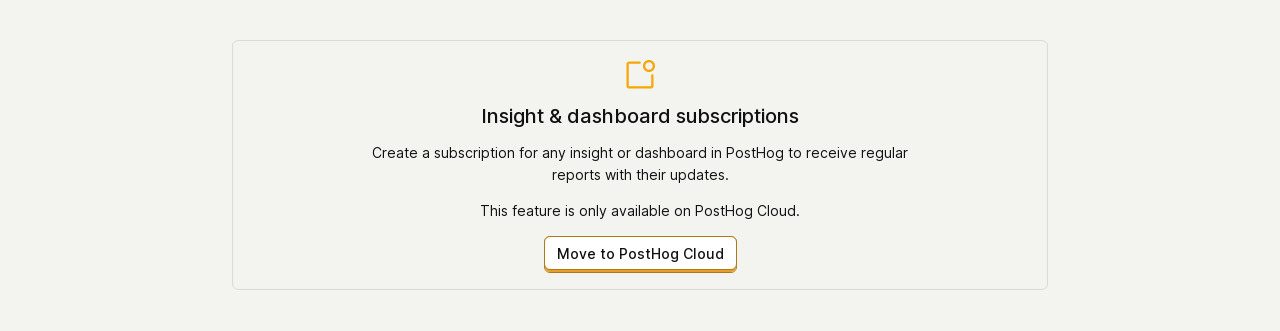 Insight & dashboard subscriptions
Create a subscription for any insight or dashboard in PostHog to receive regular
reports with their updates.
This feature is only available on PostHog Cloud.
Move to PostHog Cloud